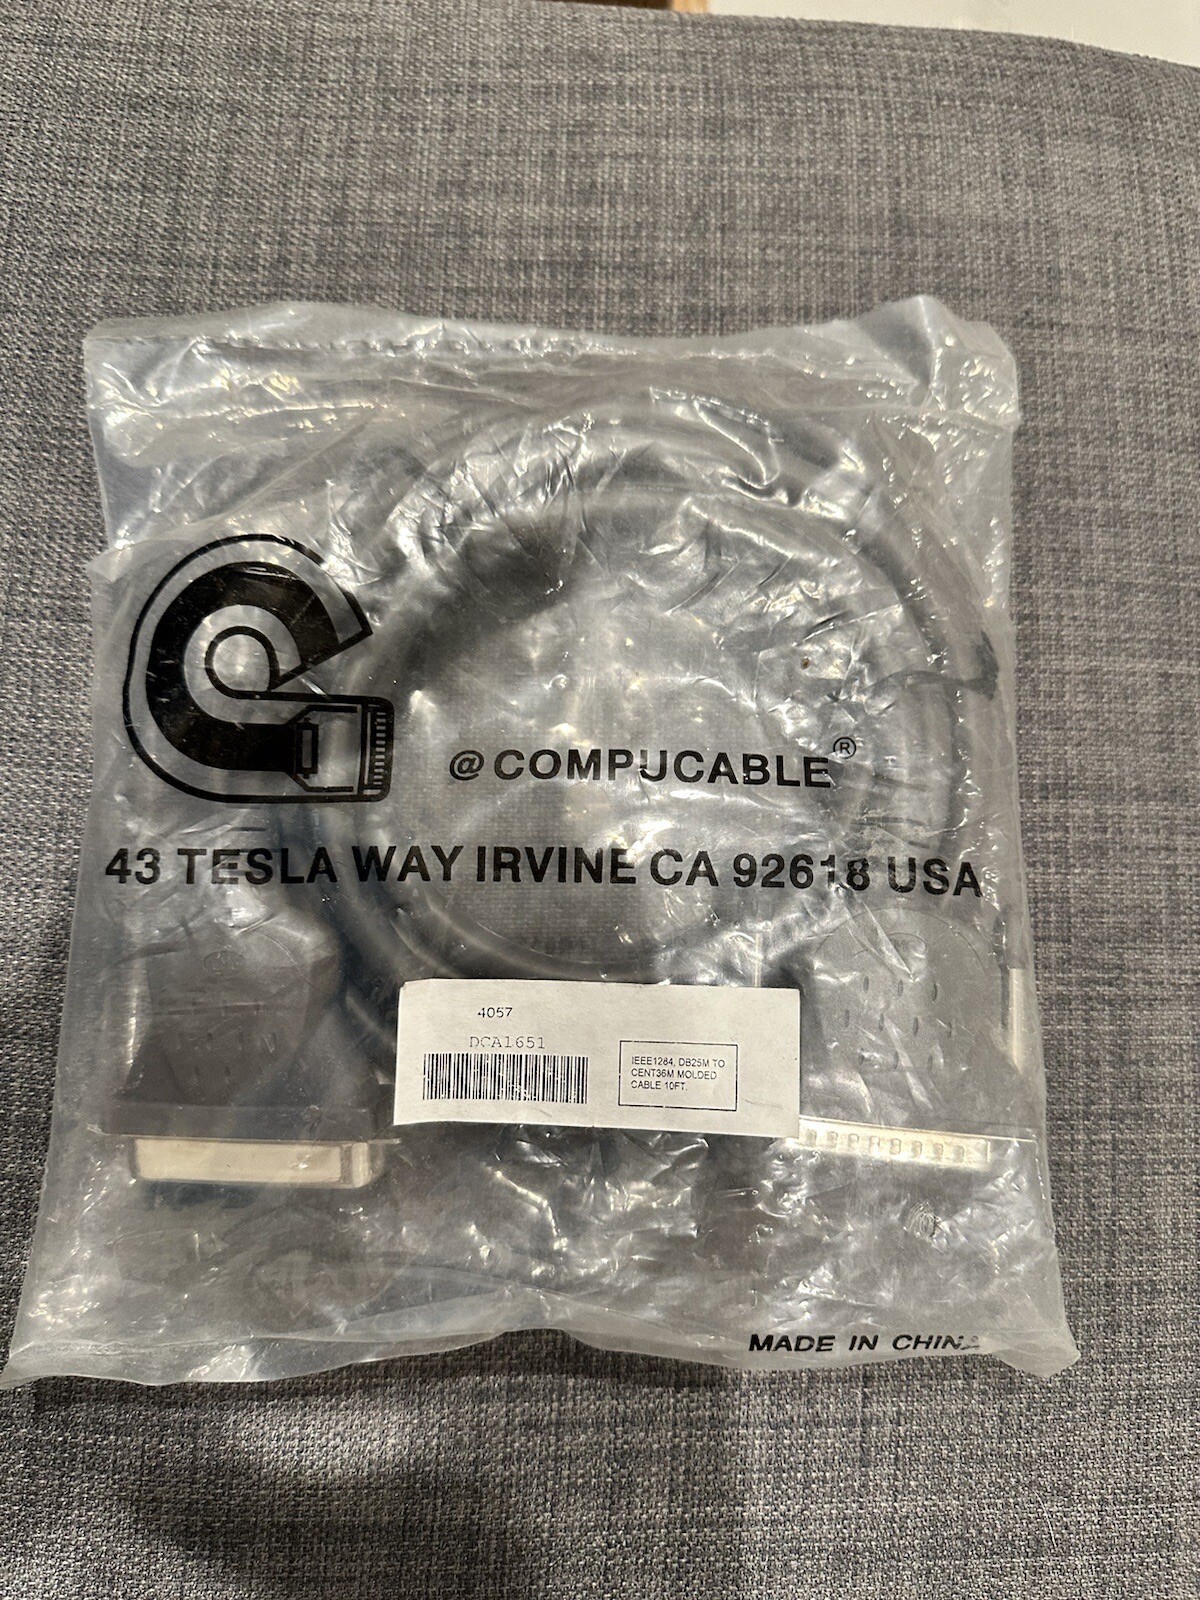 @ COMPUCABLE®
43 TESLA WAY IRVINE CA 92618 USA
4057
DCA1651
IEEE1284, DB25M TO
CENT36M MOLDED
CABLE 10FT.
MADE IN CHINA